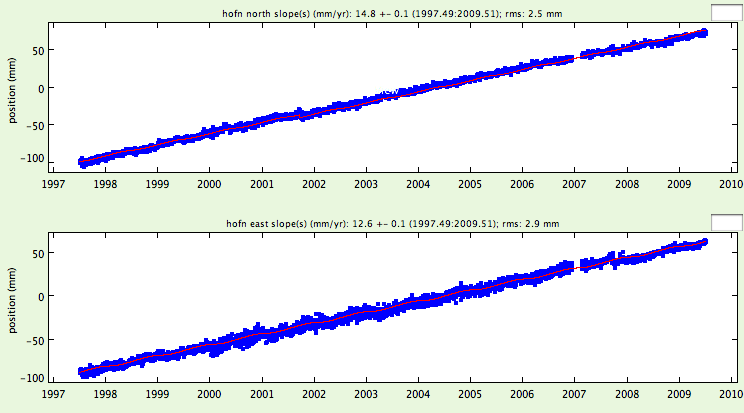 hofn north slope(s) (mm/yr): 14.8 +- 0.1 (1997.49:2009.51); rms: 2.5 mm
position (mm)
50
0
-50
-100
1997 1998 1999 2000 2001 2002 2003 2004 2005 2006 2007 2008 2009 2010
hofn east slope(s) (mm/yr): 12.6 +- 0.1 (1997.49:2009.51); rms: 2.9 mm
position (mm)
50
0
-50
-100
1997 1998 1999 2000 2001 2002 2003 2004 2005 2006 2007 2008 2009 2010